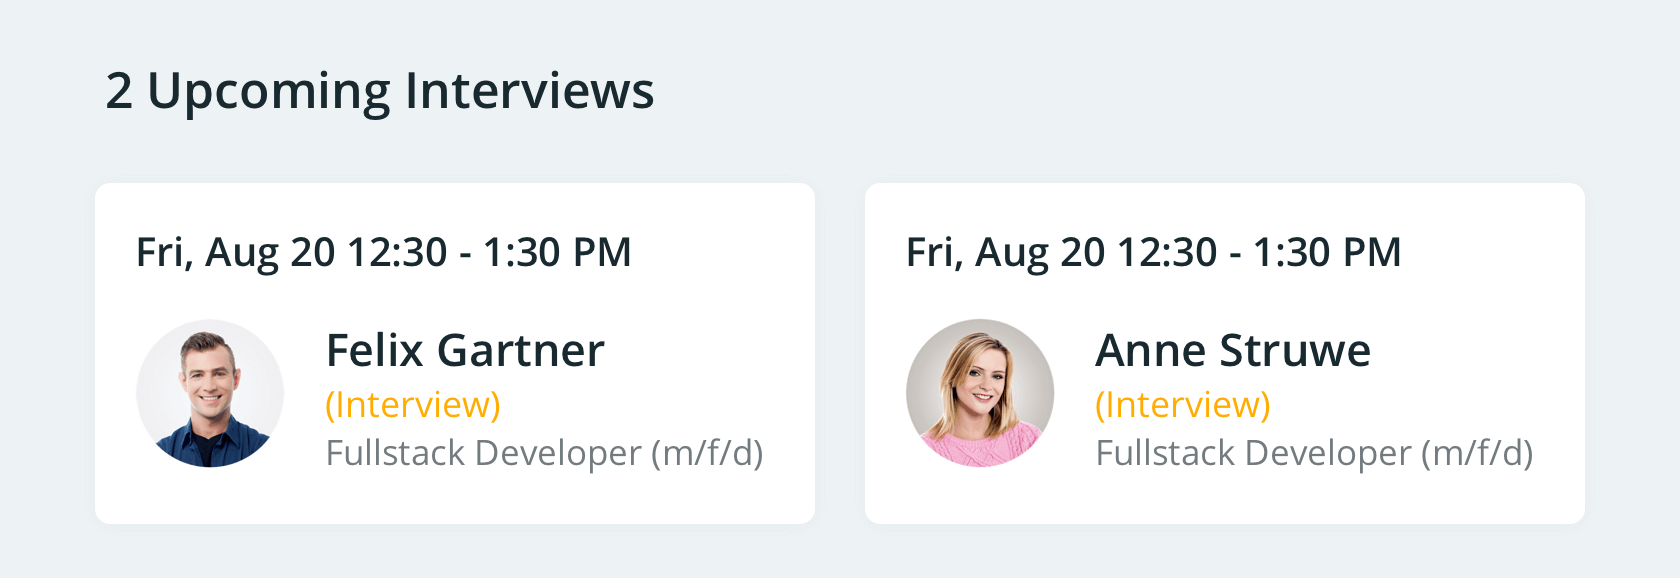 2 Upcoming Interviews
Fri, Aug 20 12:30 - 1:30 PM
Felix Gartner
(Interview)
Fullstack Developer (m/f/d)
Fri, Aug 20 12:30 - 1:30 PM
Anne Struwe
(Interview)
Fullstack Developer (m/f/d)